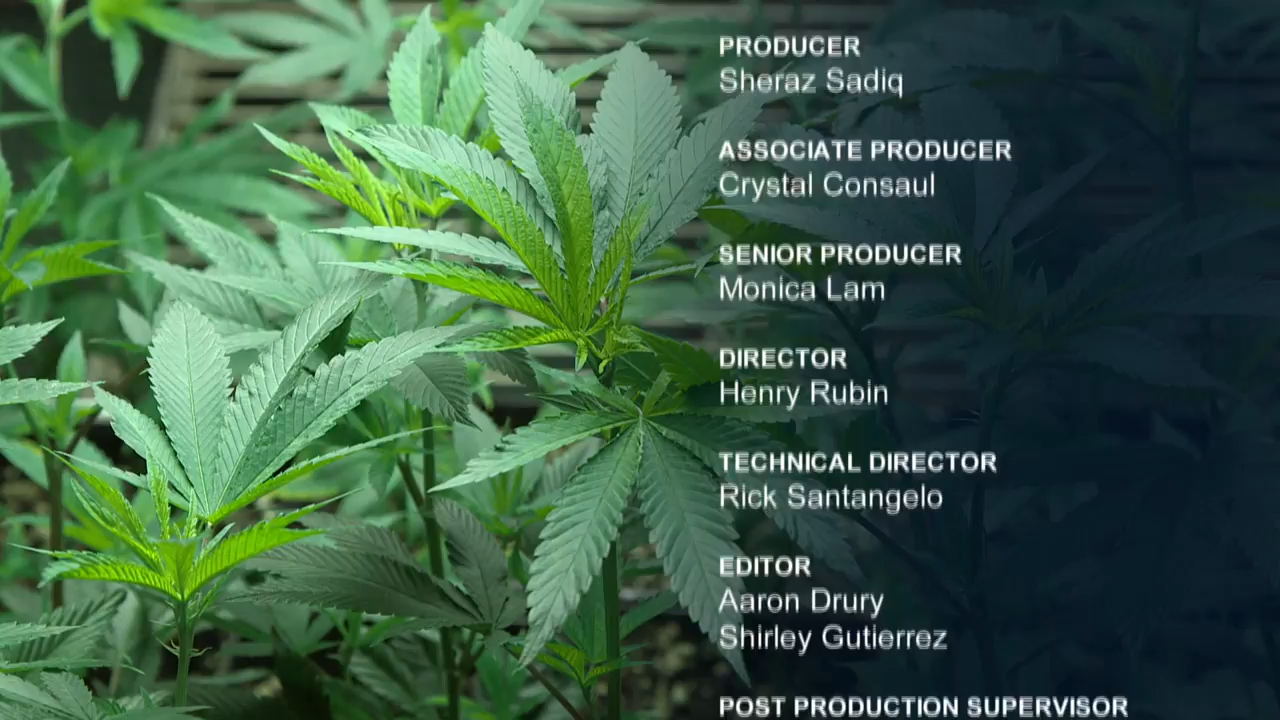 PRODUCER
Sheraz Sadiq
ASSOCIATE PRODUCER
Crystal Consaul
SENIOR PRODUCER
Monica Lam
DIRECTOR
Henry Rubin
TECHNICAL DIRECTOR
Rick Santangelo
EDITOR
Aaron Drury
Shirley Gutierrez
POST PRODUCTION SUPERVISOR